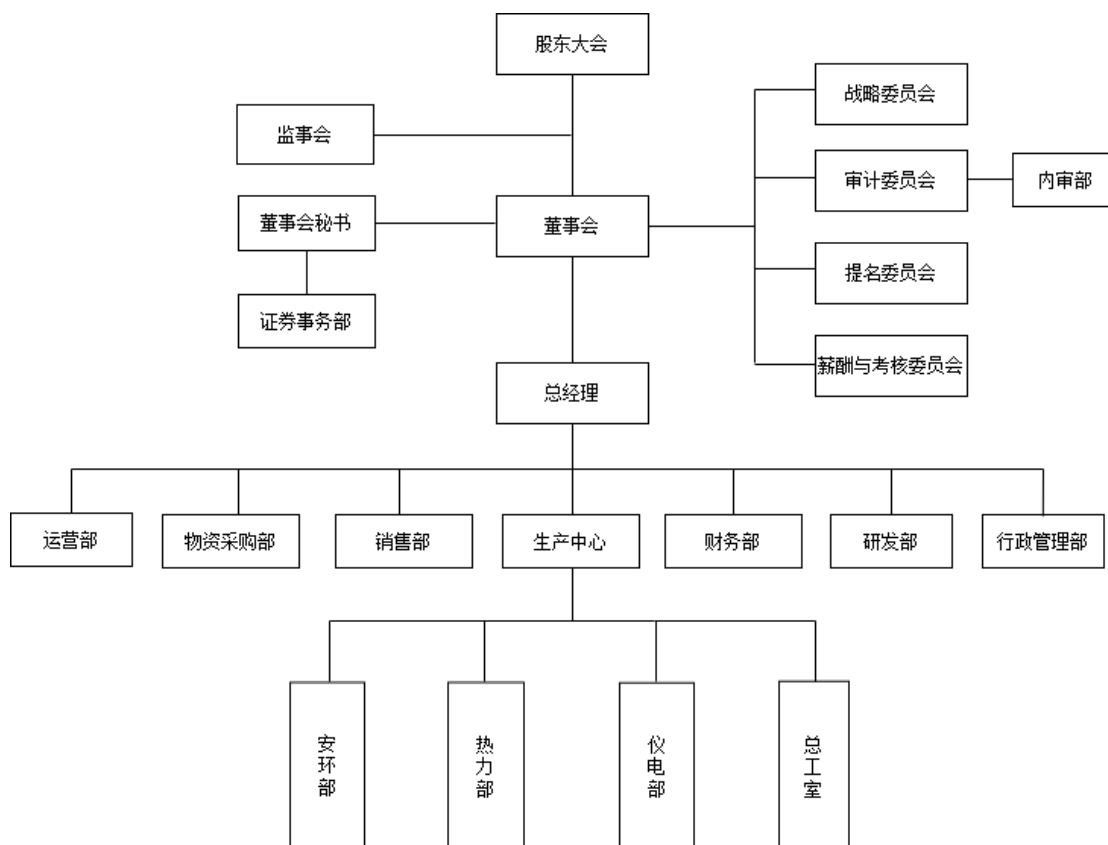 股东大会
战略委员会
监事会
审计委员会
内审部
董事会秘书
董事会
提名委员会
证券事务部
薪酬与考核委员会
总经理
运营部
物资采购部
销售部
生产中心
财务部
研发部
行政管理部
安环部
热力部
仪电部
总工室